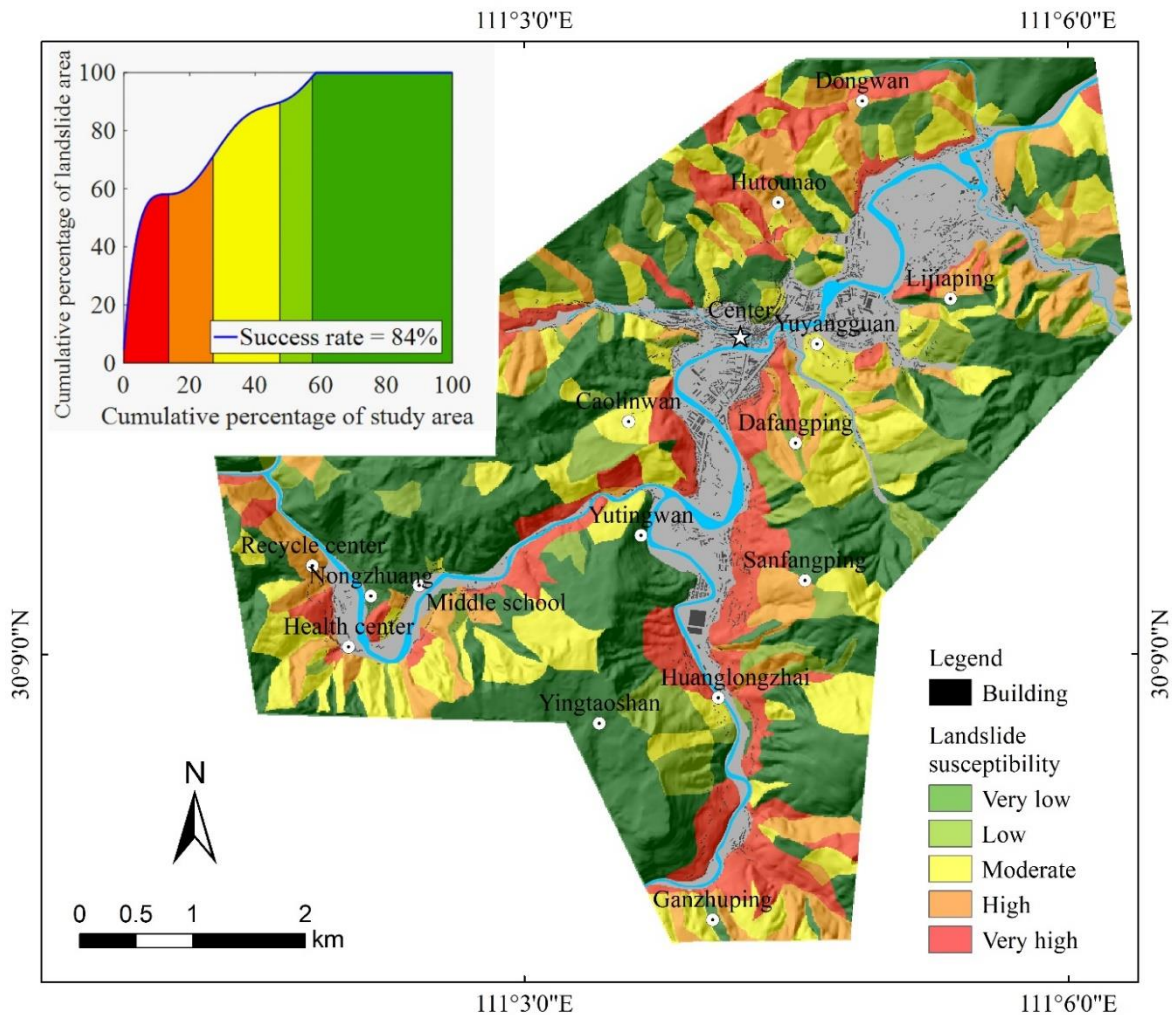 111°3'0"E
111°6'0"E
Cumulative percentage of landslide area
100
80
60
40
20
0
Success rate = 84%
0
20
40
60
80
100
Cumulative percentage of study area
Dongwan
Hutounao
Lijiaping
Center
Yuyangguan
Caolinwan
Dafangping
Yutingwan
Recycle center
Sanfangping
Nongzhuang
Middle school
Health center
Huanglongzhai
Yingtaoshan
Ganzhuping
30°9'0"N
30°9'0"N
N
0
0.5
1
2
km
Legend
Building
Landslide
susceptibility
Very low
Low
Moderate
High
Very high
111°3'0"E
111°6'0"E